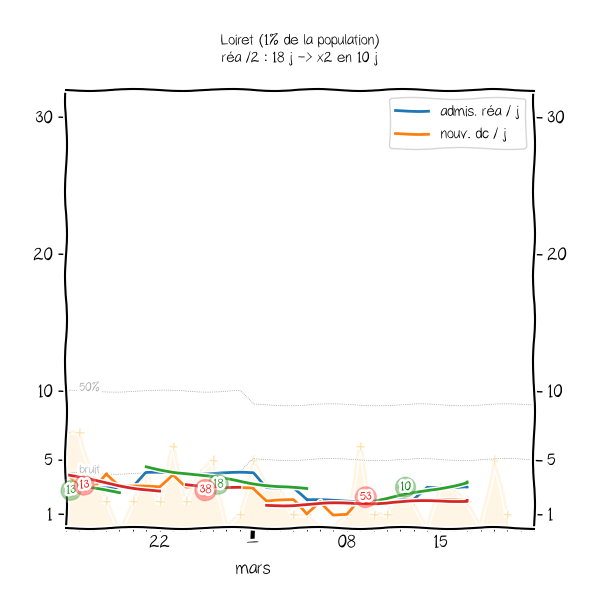 Loiret (1% de la population)
réa /2 : 18 j -> x2 en 10 j
admis. réa / j
nouv. dc / j
30 30
20 20
10 10
50%
5 5
bruit
13 13 38 18 53 10
1 1
22 08 15
mars